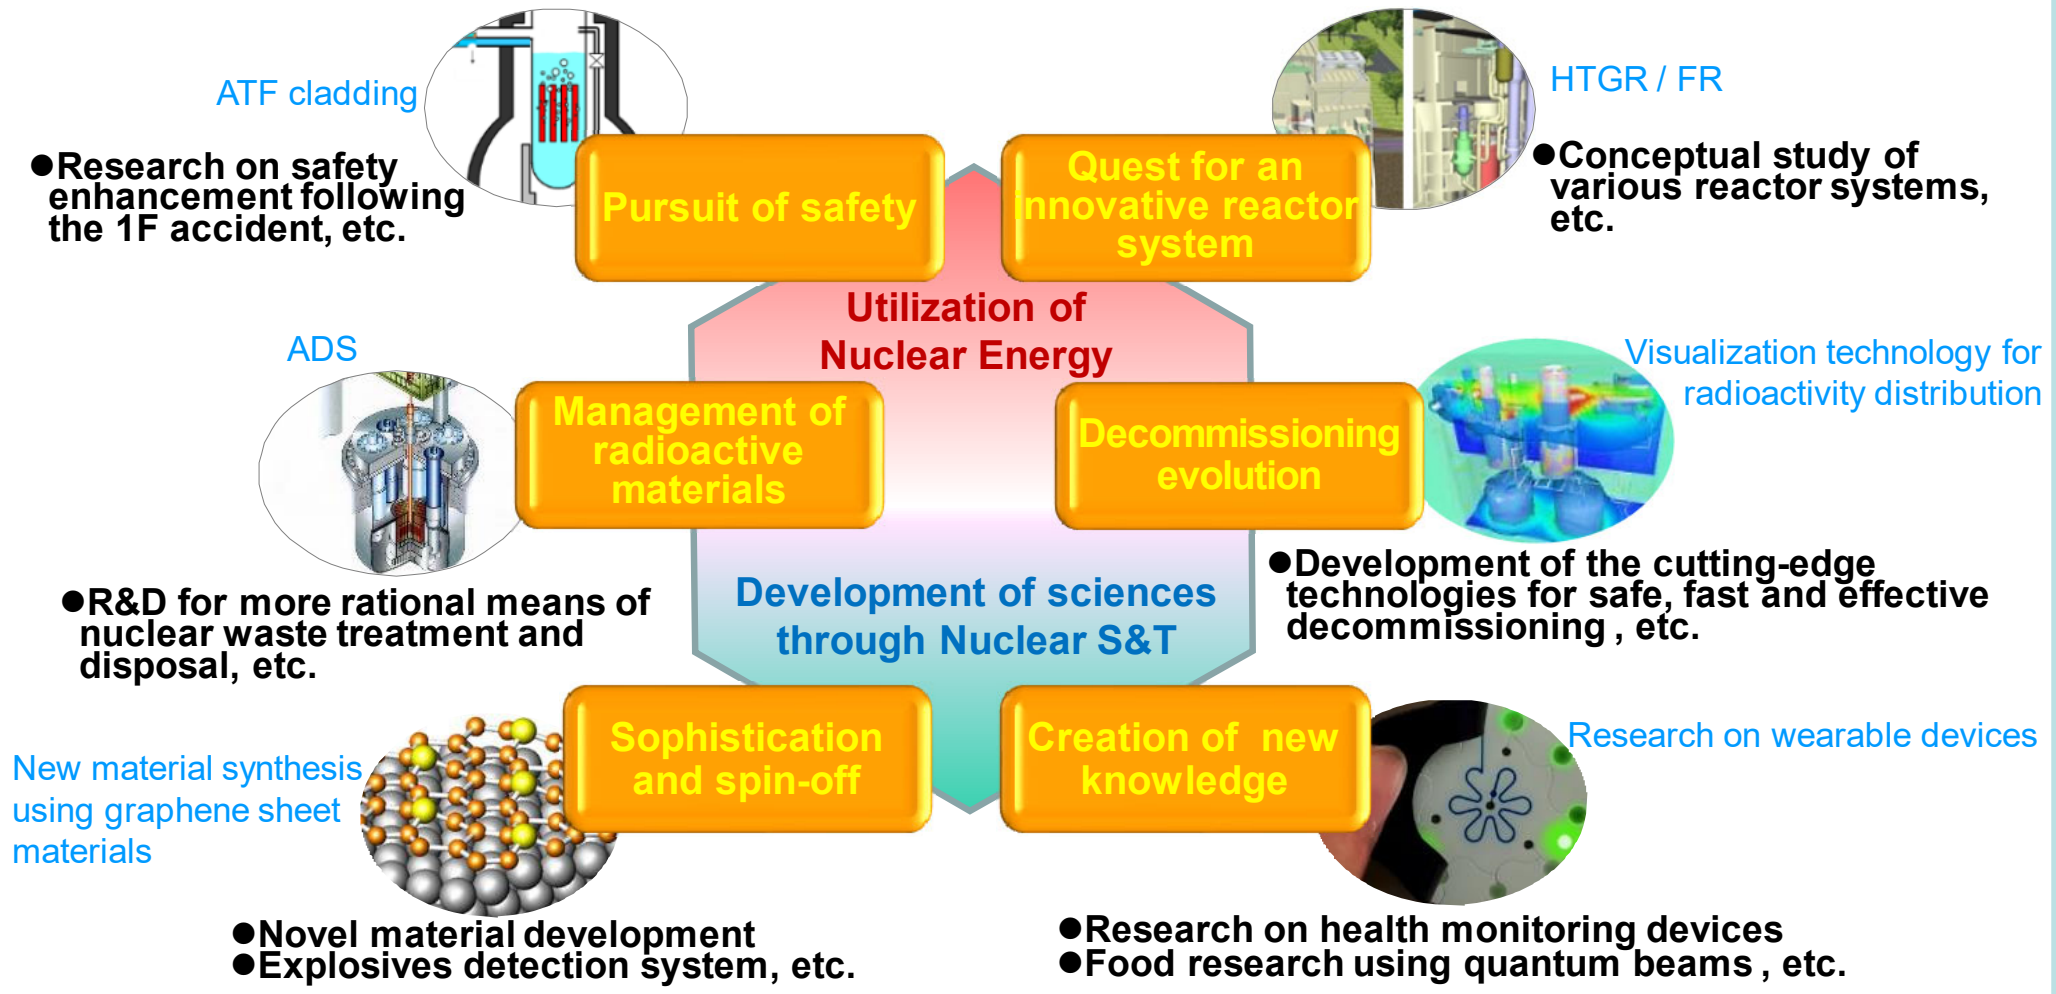 ATF cladding
●Research on safety
enhancement following
the 1F accident, etc.
Pursuit of safety
Quest for an
innovative reactor
system
HTGR / FR
●Conceptual study of
various reactor systems,
etc.
Utilization of
Nuclear Energy
ADS
Management of
radioactive
materials
●R&D for more rational means of
nuclear waste treatment and
disposal, etc.
Decommissioning
evolution
Visualization technology for
radioactivity distribution
●Development of the cutting-edge
technologies for safe, fast and effective
decommissioning , etc.
Development of sciences
through Nuclear S&T
New material synthesis
using graphene sheet
materials
Sophistication
and spin-off
●Novel material development
●Explosives detection system, etc.
Creation of new
knowledge
Research on wearable devices
●Research on health monitoring devices
●Food research using quantum beams , etc.